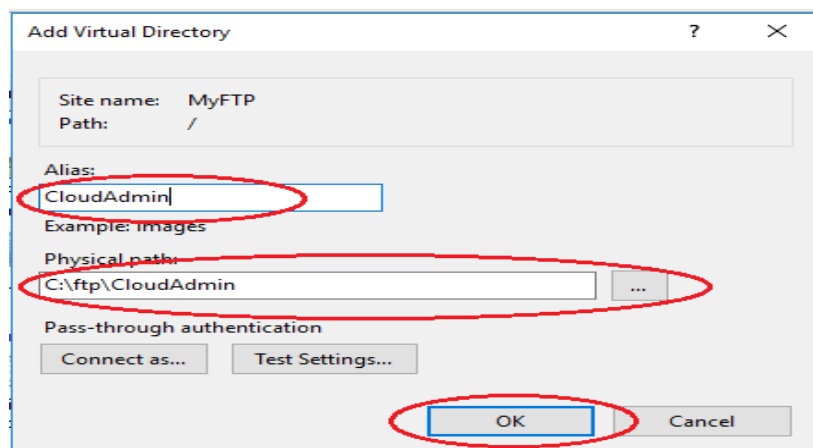 Add Virtual Directory ?
Site name: MyFTP
Path: /
Alias:
CloudAdmin
Example: images
Physical path:
C:\ftp\CloudAdmin ...
Pass-through authentication
Connect as... Test Settings...
OK Cancel